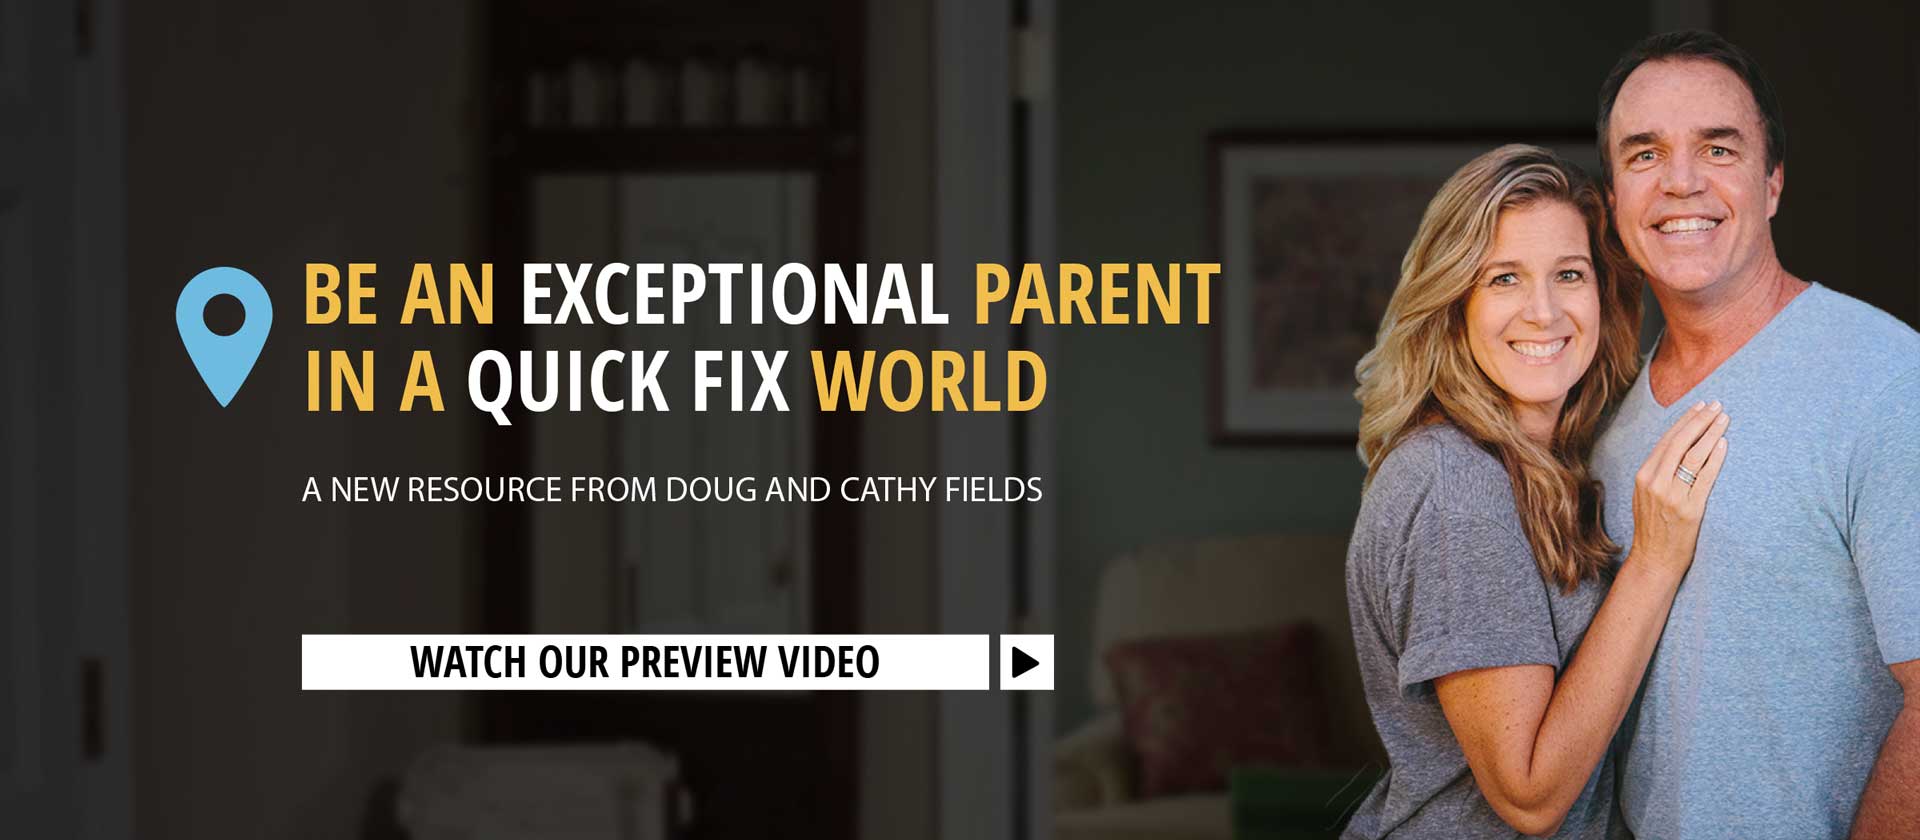 BE AN EXCEPTIONAL PARENT
IN A QUICK FIX WORLD
A NEW RESOURCE FROM DOUG AND CATHY FIELDS
WATCH OUR PREVIEW VIDEO